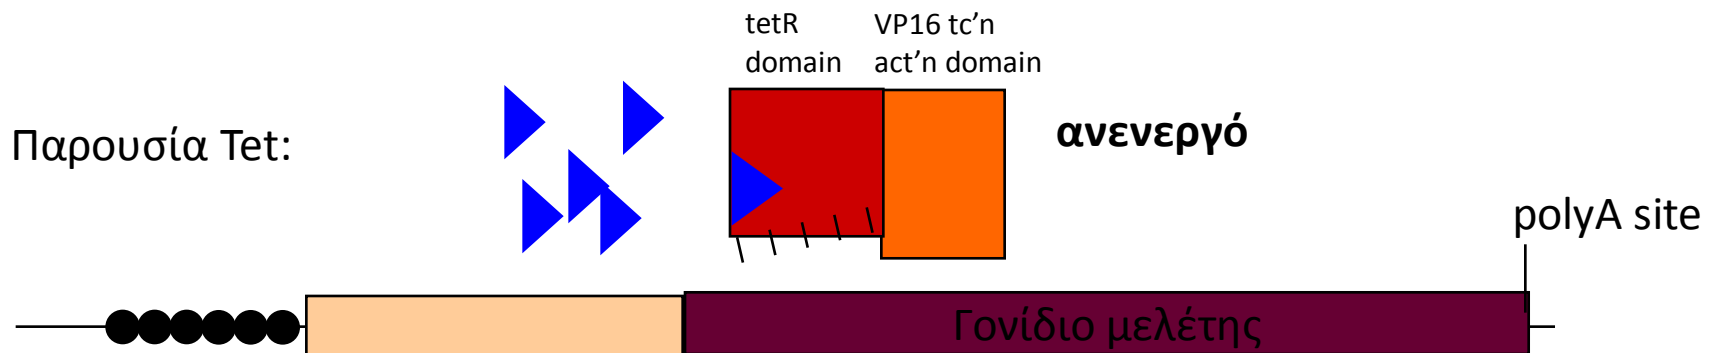 tetR
domain
VP16 tc’n
act’n domain
Παρουσία Tet:
ανενεργό
polyA site
Γονίδιο μελέτης